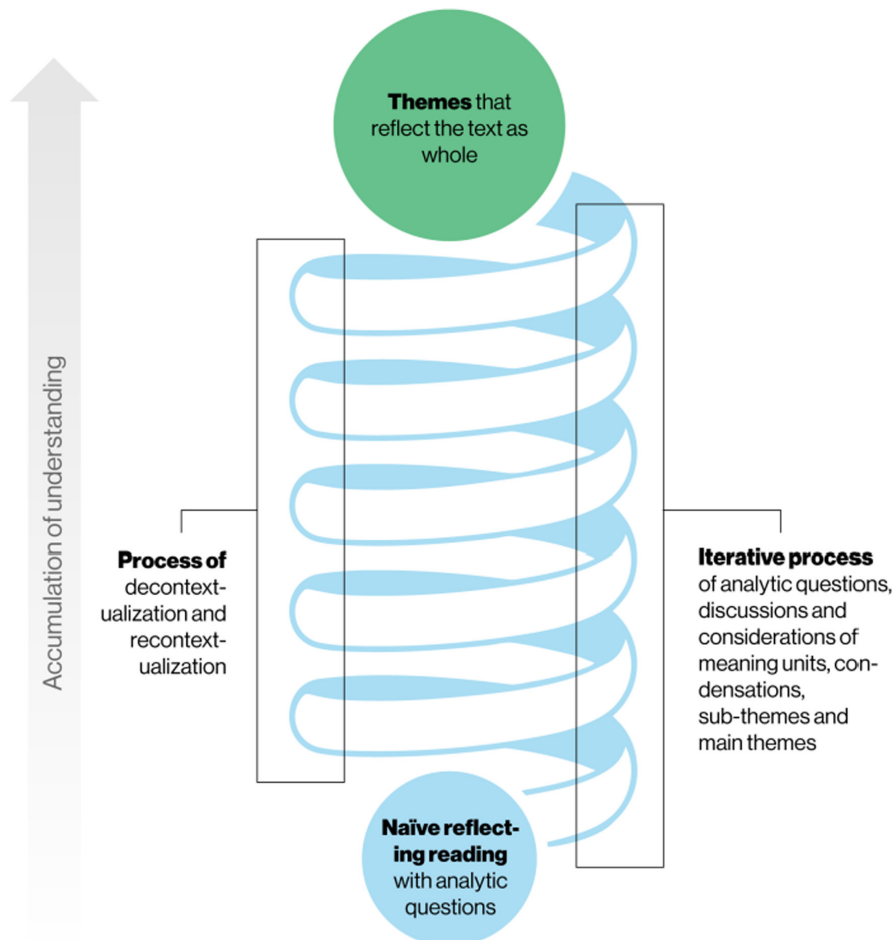 Themes that
reflect the text as
whole
Accumulation of understanding
Process of
decontext-
ualization and
recontext-
ualization
Iterative process
of analytic questions,
discussions and
considerations of
meaning units, con-
densations,
sub-themes and
main themes
Naïve reflect-
ing reading
with analytic
questions